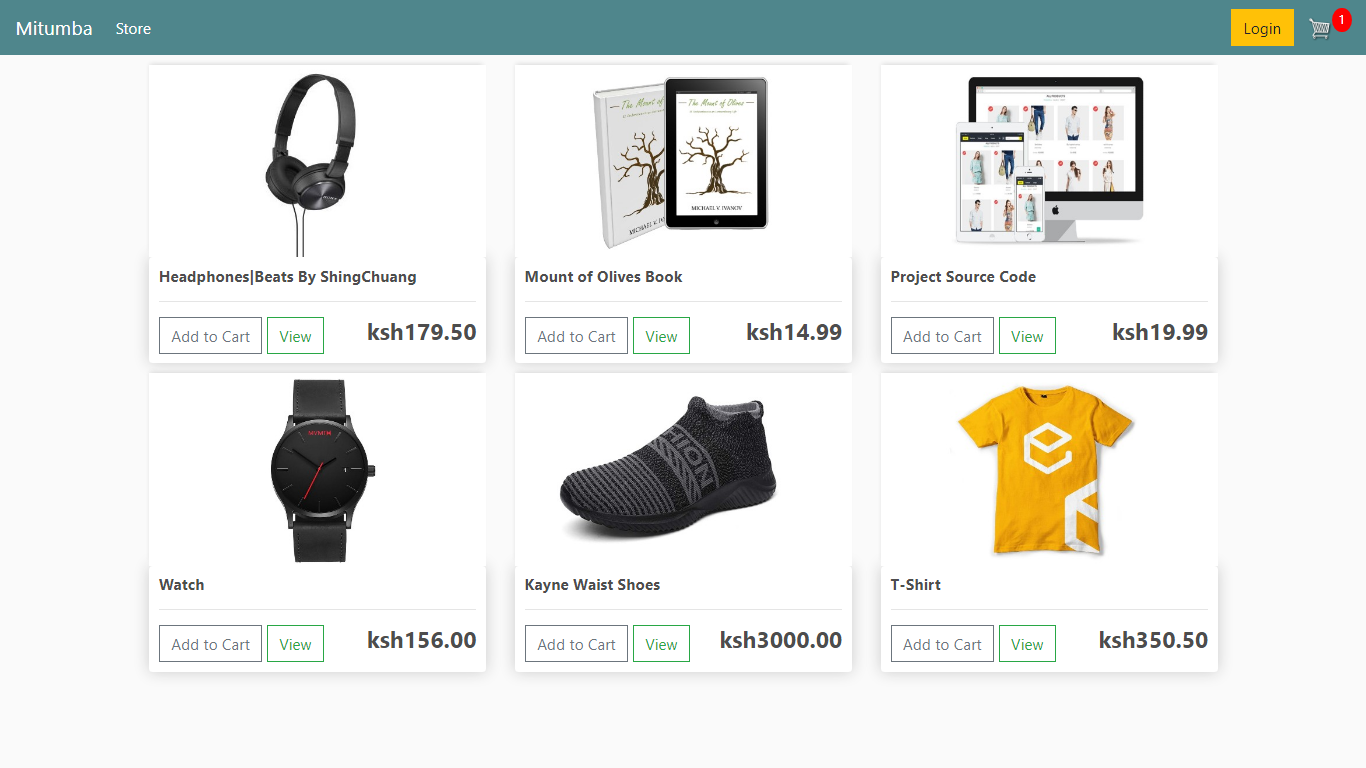 Mitumba Store Login 1
The Mount of Olives
MICHAEL V. IVANOV
Headphones|Beats By ShingChuang
Add to Cart View ksh179.50
Mount of Olives Book
Add to Cart View ksh14.99
Project Source Code
Add to Cart View ksh19.99
Watch
Add to Cart View ksh156.00
Kayne Waist Shoes
Add to Cart View ksh3000.00
T-Shirt
Add to Cart View ksh350.50